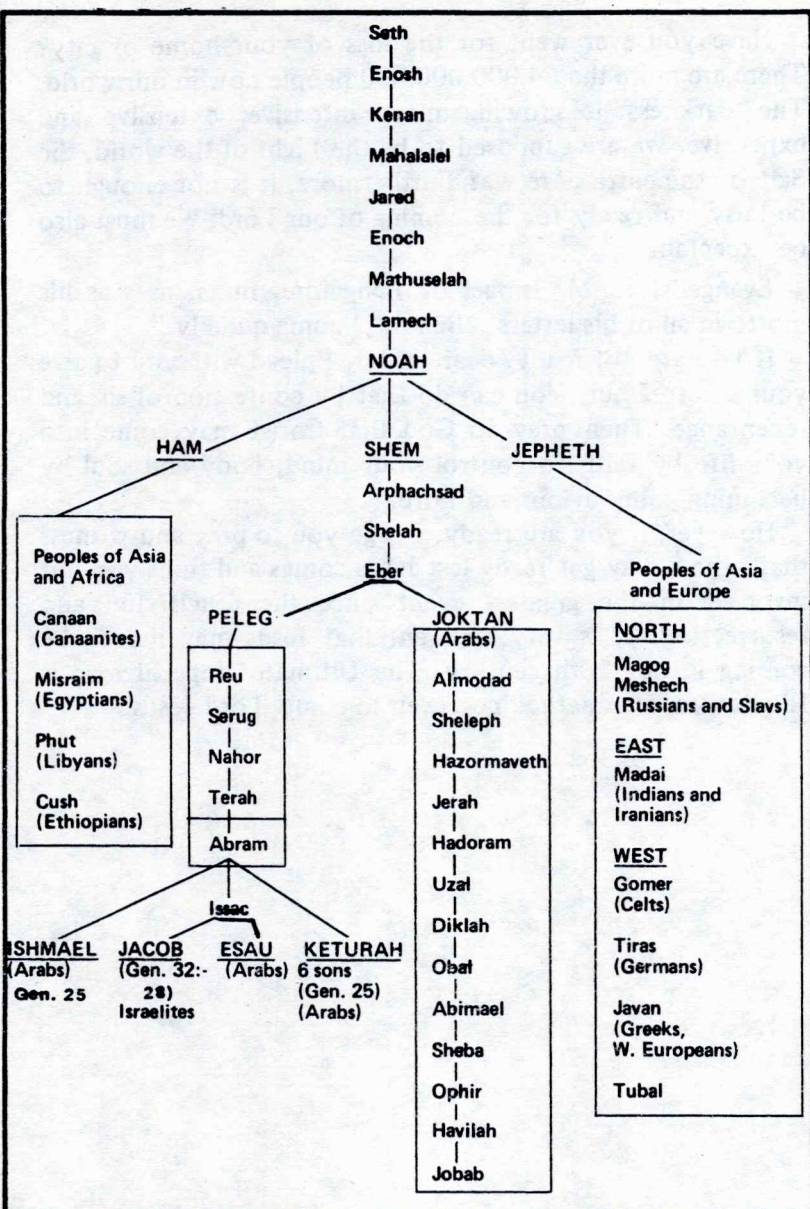 Seth
Enosh
Kenan
Mahalalel
Jared
Enoch
Mathuselah
Lamech
NOAH
HAM
SHEM
JEPHETH
Arphachsad
Shelah
Eber
Peoples of Asia
and Africa
Canaan
(Canaanites)
Misraim
(Egyptians)
Phut
(Libyans)
Cush
(Ethiopians)
PELEG
Reu
Serug
Nahor
Terah
Abram
Issac
ISHMAEL
(Arabs)
Gen. 25
JACOB
(Gen. 32:-
28)
Israelites
ESAU
(Arabs)
KETURAH
6 sons
(Gen. 25)
(Arabs)
JOKTAN
(Arabs)
Almodad
Sheleph
Hazormaveth
Jerah
Hadoram
Uzal
Diklah
Obal
Abimael
Sheba
Ophir
Havilah
Jobab
Peoples of Asia
and Europe
NORTH
Magog
Meshech
(Russians and Slavs)
EAST
Madai
(Indians and
Iranians)
WEST
Gomer
(Celts)
Tiras
(Germans)
Javan
(Greeks,
W. Europeans)
Tubal